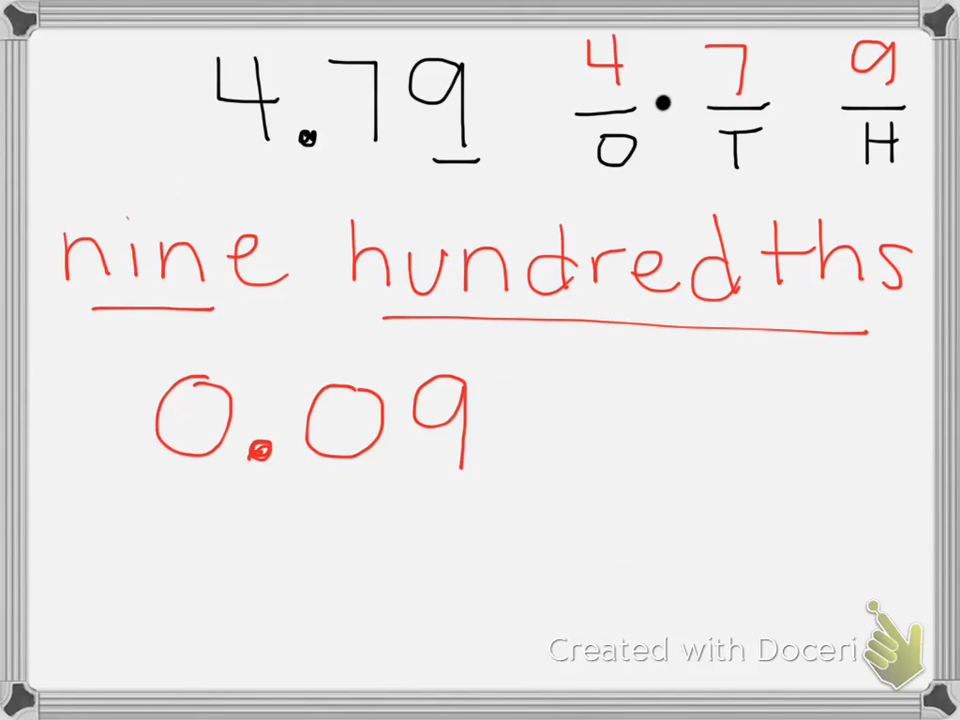 4.79 4 . 7 9
O T H
nine hundredths
0.09
Created with Doceri